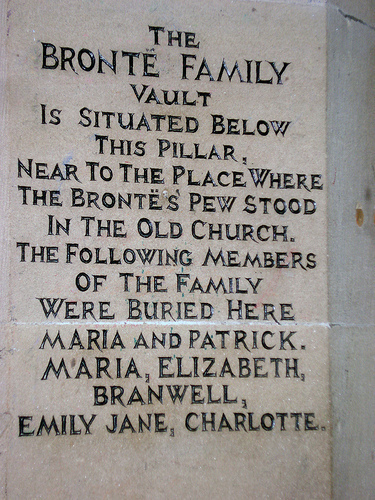 THE
BRONTË FAMILY
VAULT
IS SITUATED BELOW
THIS PILLAR,
NEAR TO THE PLACE WHERE
THE BRONTËS' PEW STOOD
IN THE OLD CHURCH.
THE FOLLOWING MEMBERS
OF THE FAMILY
WERE BURIED HERE
MARIA AND PATRICK.
MARIA, ELIZABETH,
BRANWELL,
EMILY JANE, CHARLOTTE.